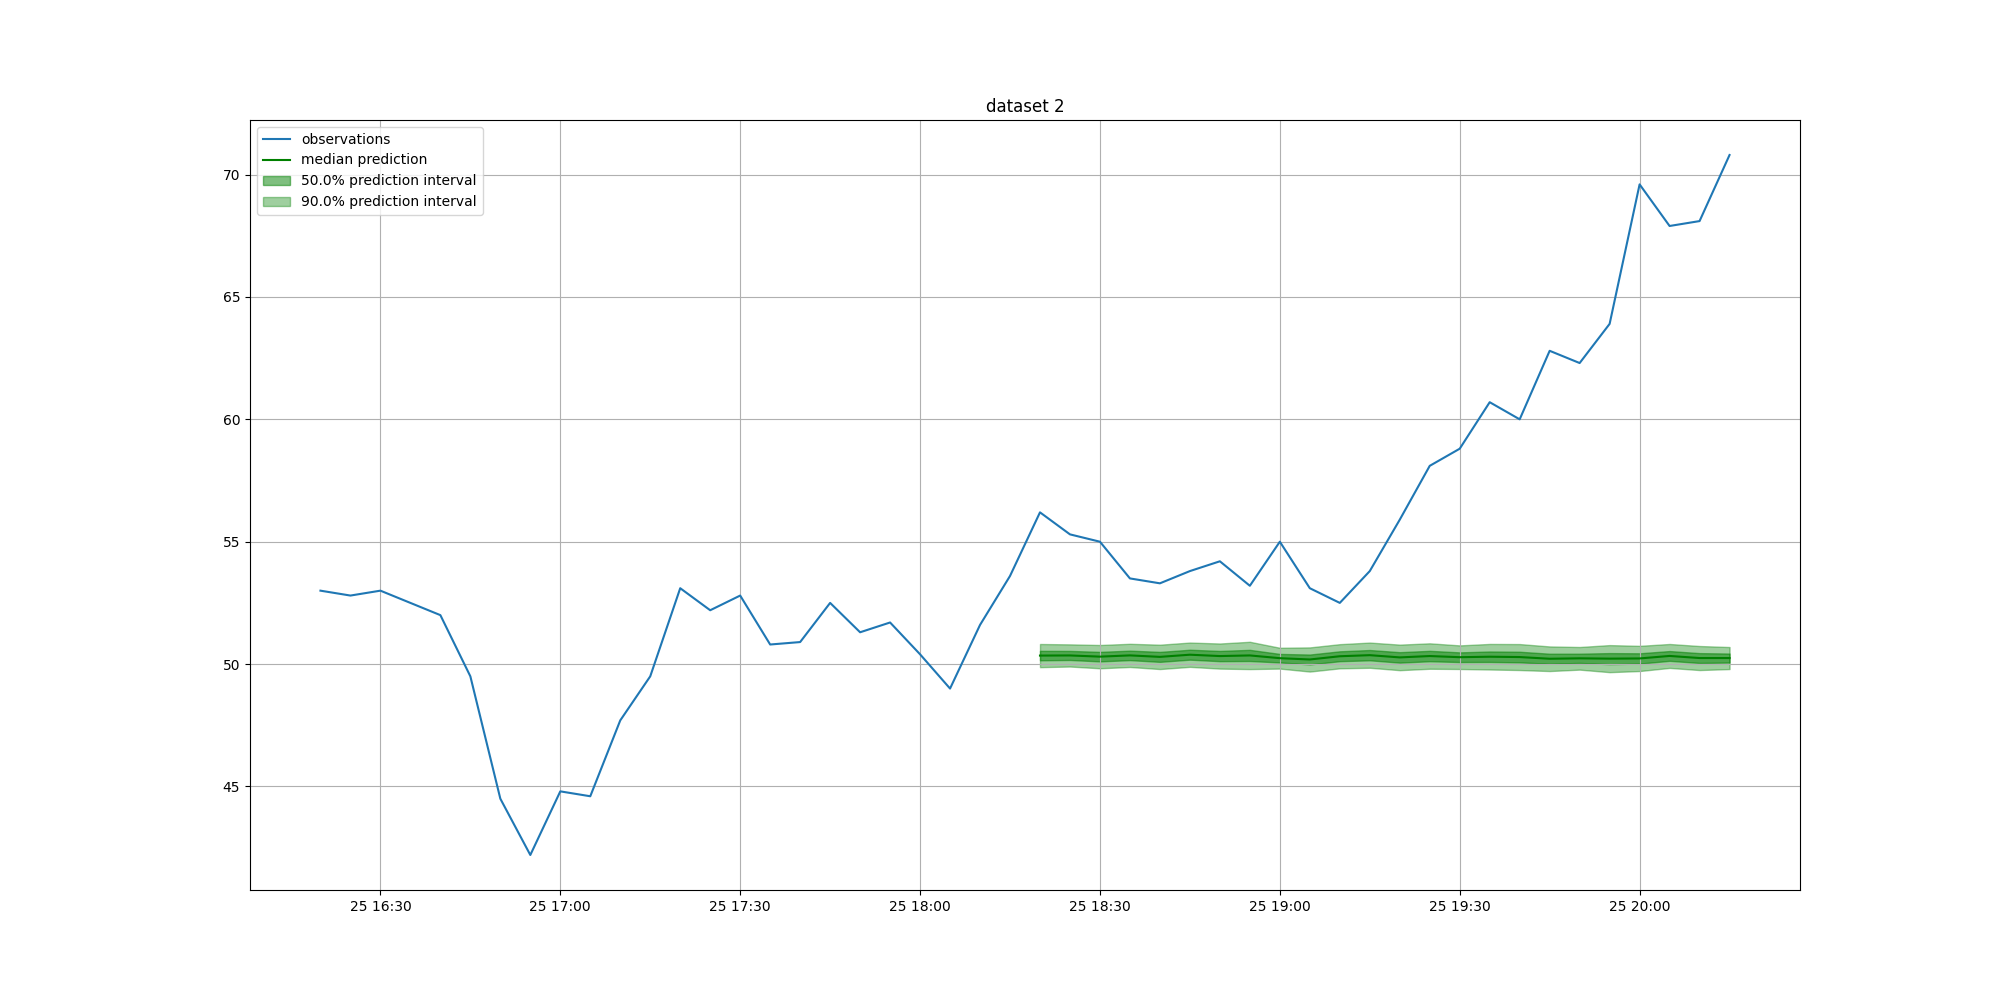 dataset 2
observations
median prediction
50.0% prediction interval
90.0% prediction interval
70
65
60
55
50
45
25 16:30 25 17:00 25 17:30 25 18:00 25 18:30 25 19:00 25 19:30 25 20:00